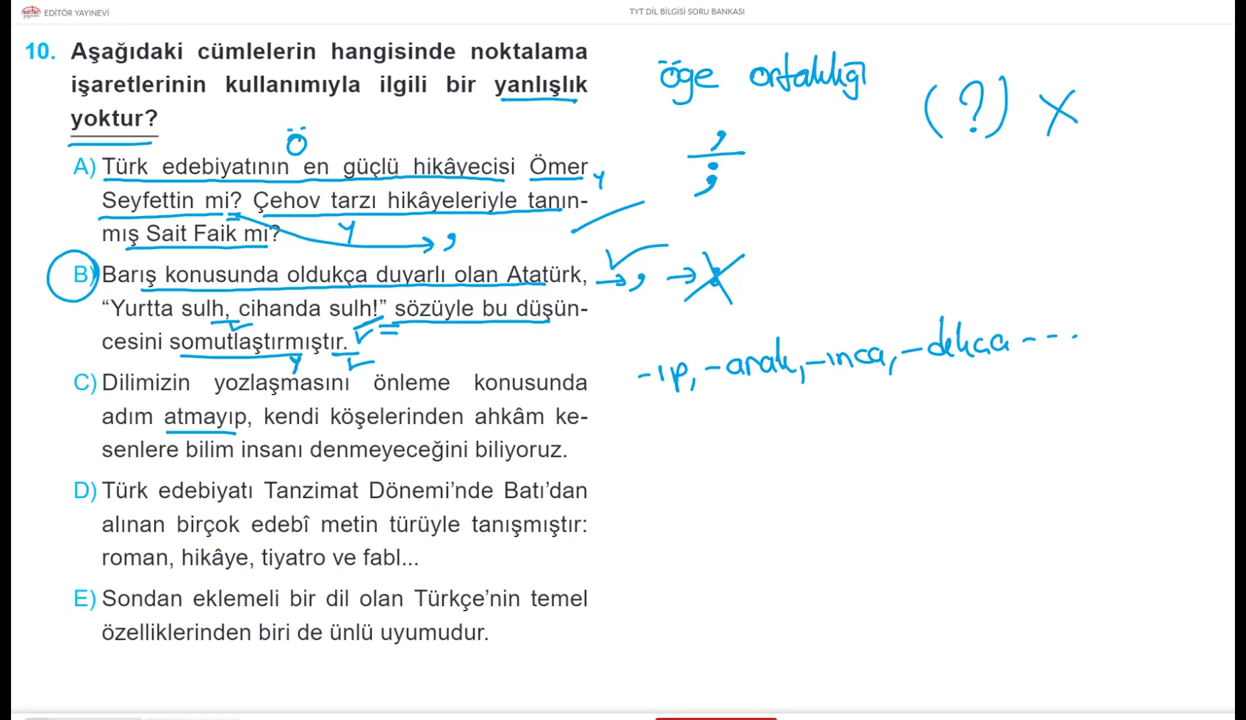 EDİTÖR YAYINEVİ
TYT DİL BİLGİSİ SORU BANKASI
10. Aşağıdaki cümlelerin hangisinde noktalama
işaretlerinin kullanımıyla ilgili bir yanlışlık
yoktur?
Ö
A) Türk edebiyatının en güçlü hikâyecisi Ömer
Y
Seyfettin mi? Çehov tarzı hikâyeleriyle tanın-
mış Sait Faik mi?
Y ,
B) Barış konusunda oldukça duyarlı olan Atatürk,
“Yurtta sulh, cihanda sulh!” sözüyle bu düşün-
cesini somutlaştırmıştır.
Y
C) Dilimizin yozlaşmasını önleme konusunda
adım atmayıp, kendi köşelerinden ahkâm ke-
senlere bilim insanı denmeyeceğini biliyoruz.
D) Türk edebiyatı Tanzimat Dönemi’nde Batı’dan
alınan birçok edebî metin türüyle tanışmıştır:
roman, hikâye, tiyatro ve fabl...
E) Sondan eklemeli bir dil olan Türkçe’nin temel
özelliklerinden biri de ünlü uyumudur.
öge ortaklığı
(?) X
,
;
→ , →
-ıp, -arak, -ınca, -dıkça ----